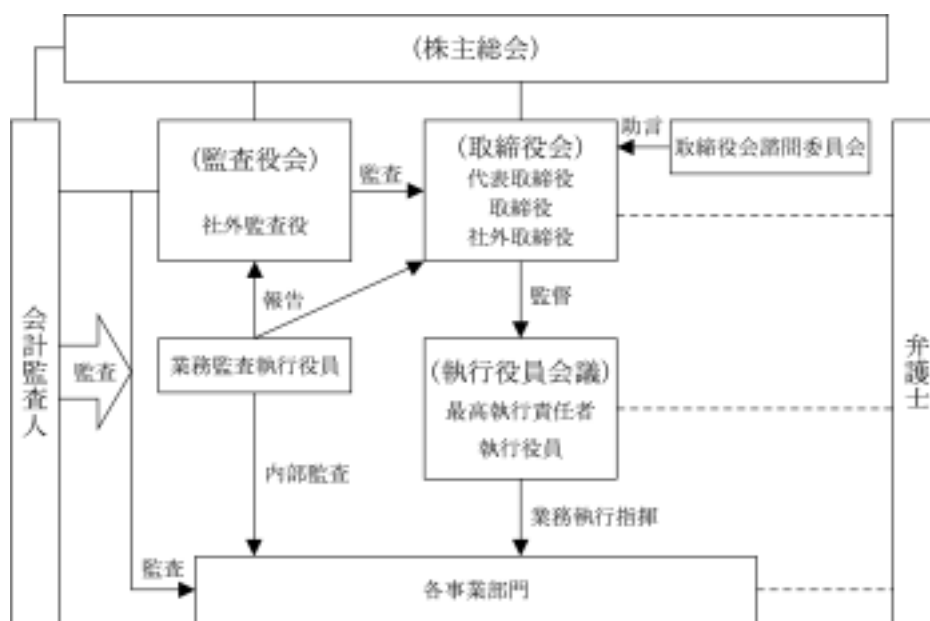 (株主総会)
(監査役会)
社外監査役
監査
(取締役会)
代表取締役
取締役
社外取締役
助言
取締役会諮問委員会
報告
監督
会計監査人
監査
業務監査執行役員
(執行役員会議)
最高執行責任者
執行役員
弁護士
内部監査
業務執行指揮
監査
各事業部門